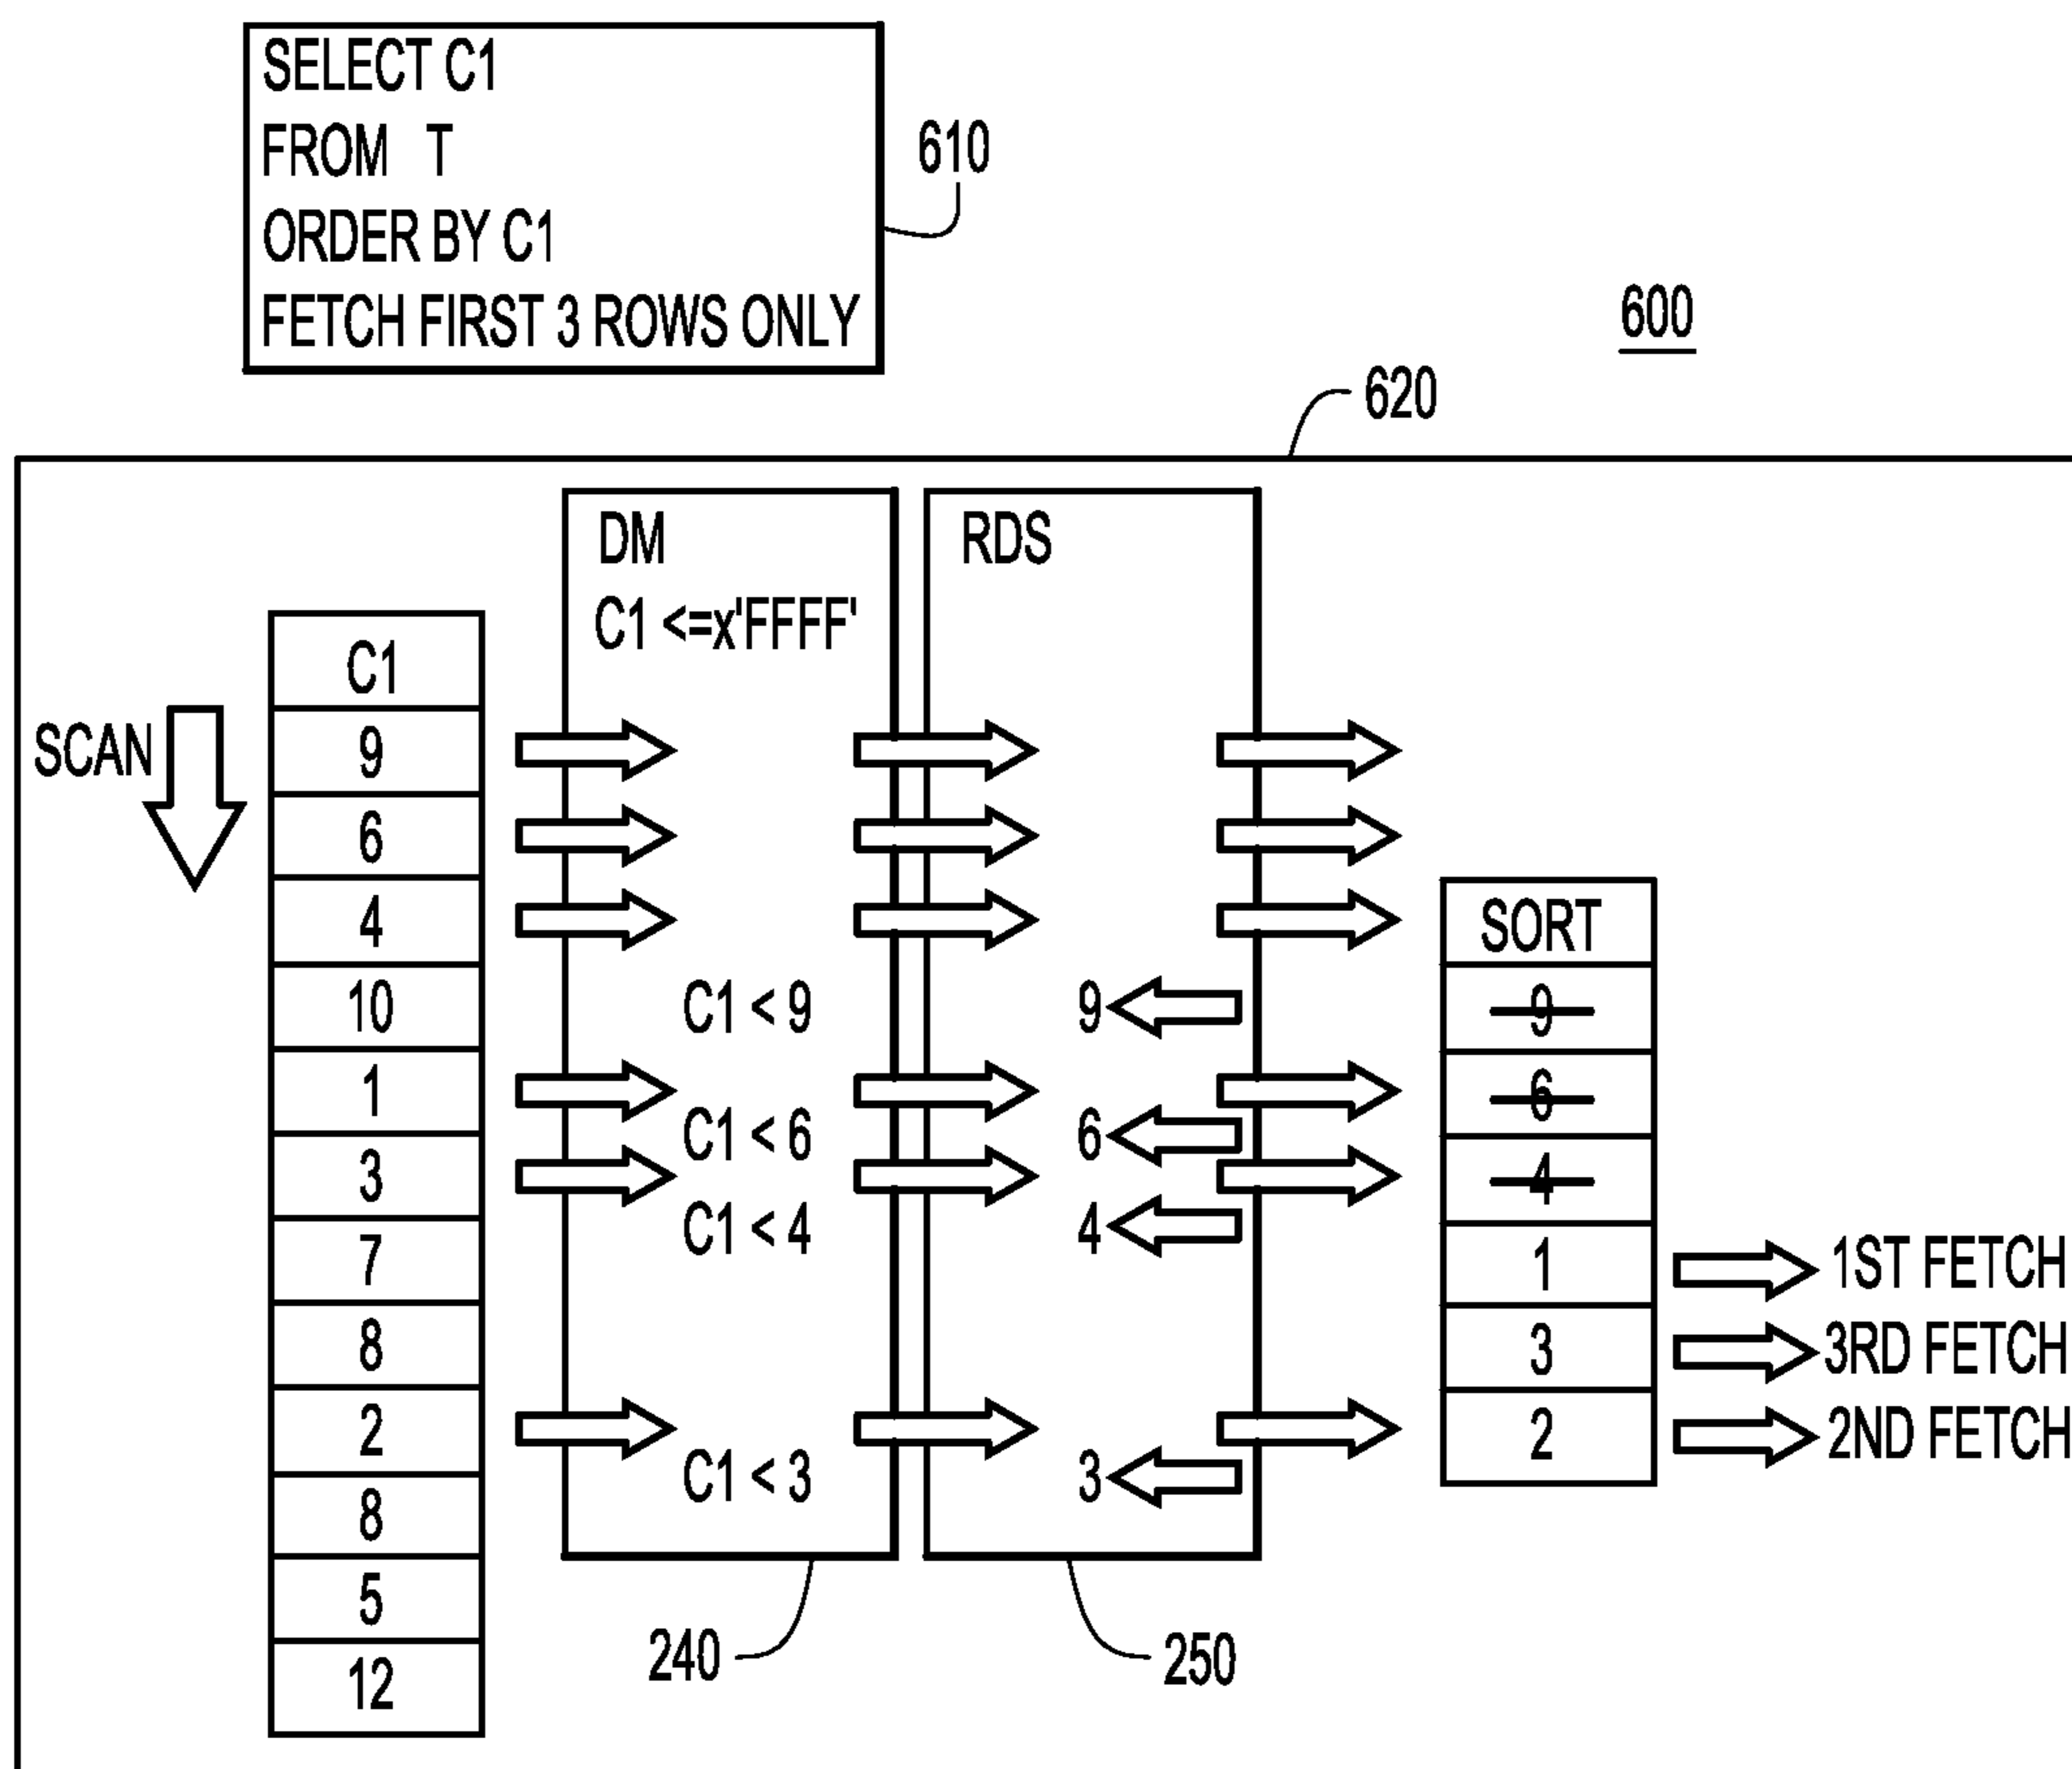 SELECT C1
FROM T
ORDER BY C1
FETCH FIRST 3 ROWS ONLY
610
600
620
DM
C1 <=x'FFFF'
RDS
SCAN
C1
9
6
4
10
1
3
7
8
2
8
5
12
C1 < 9
C1 < 6
C1 < 4
C1 < 3
9
6
4
3
SORT
9
6
4
1
3
2
1ST FETCH
3RD FETCH
2ND FETCH
240
250